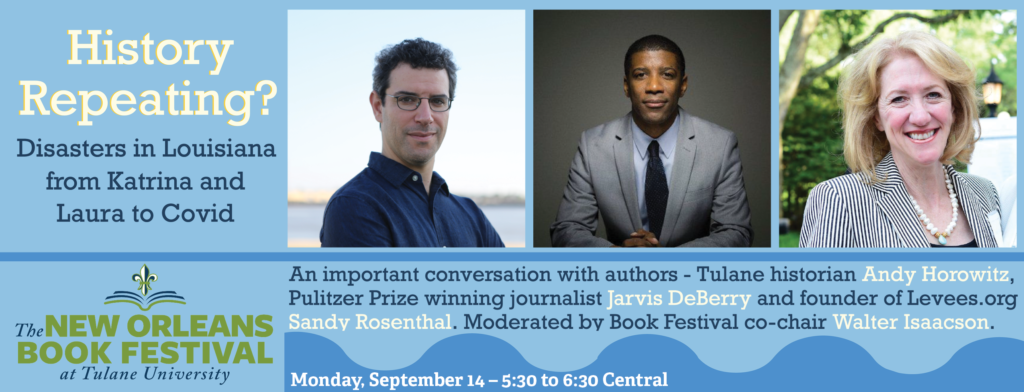 History
Repeating?
Disasters in Louisiana
from Katrina and
Laura to Covid
The NEW ORLEANS
BOOK FESTIVAL
at Tulane University
An important conversation with authors - Tulane historian Andy Horowitz,
Pulitzer Prize winning journalist Jarvis DeBerry and founder of Levees.org
Sandy Rosenthal. Moderated by Book Festival co-chair Walter Isaacson.
Monday, September 14 – 5:30 to 6:30 Central